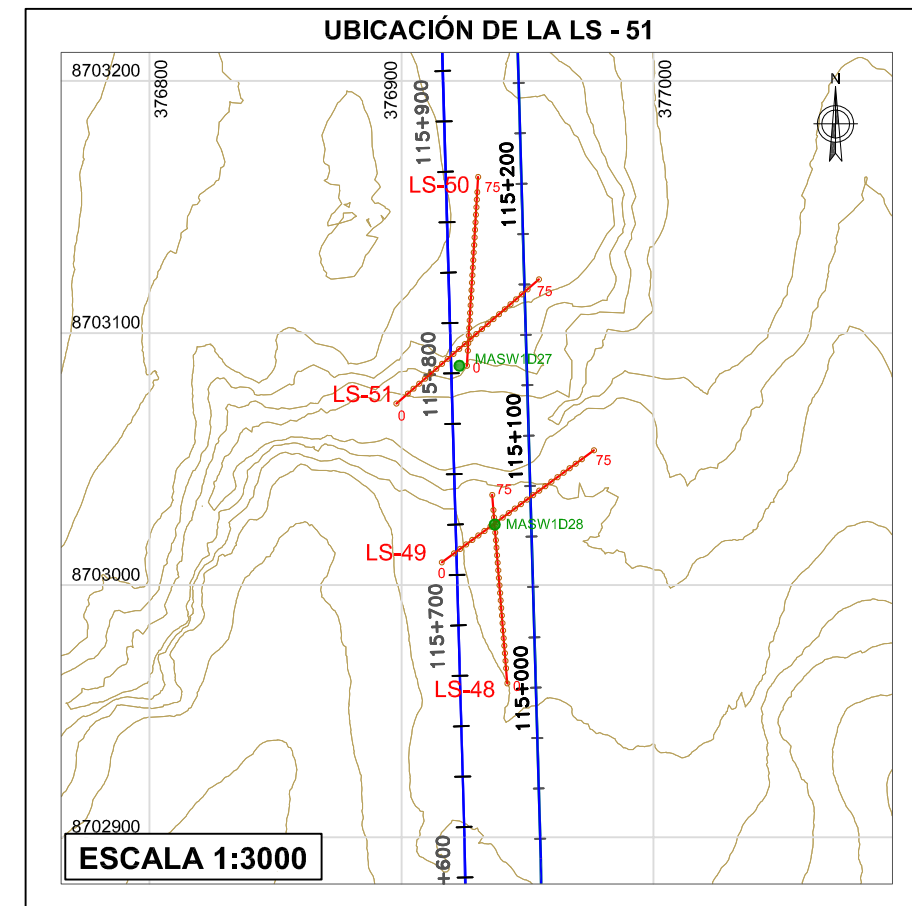 UBICACIÓN DE LA LS - 51
8703200
376800
376900
377000
N
115+900
115+200
LS-50
75
75
8703100
115+800
MASW1D27
0
LS-51
0
115+100
75
75
MASW1D28
LS-49
0
8703000
115+700
115+000
LS-48
0
8702900
+600
ESCALA 1:3000